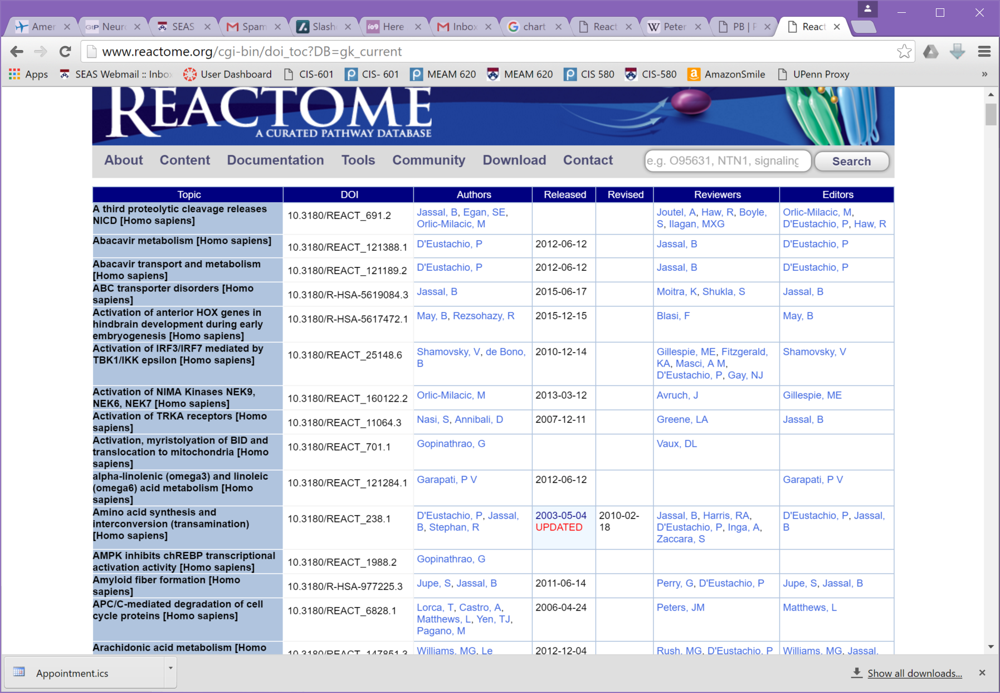 Amer
GtP Neuro
SEAS
Spam
Slash
io9 Here
Inbox
chart
React
W Peter
PB | F
React
www.reactome.org/cgi-bin/doi_toc?DB=gk_current
Apps
SEAS Webmail :: Inbo
User Dashboard
CIS-601
CIS- 601
MEAM 620
MEAM 620
CIS 580
CIS-580
AmazonSmile
UPenn Proxy
»
REACTOME
A CURATED PATHWAY DATABASE
About Content Documentation Tools Community Download Contact e.g. O95631, NTN1, signaling Search
Topic DOI Authors Released Revised Reviewers Editors
A third proteolytic cleavage releases
NICD [Homo sapiens]
10.3180/REACT_691.2
Jassal, B, Egan, SE,
Orlic-Milacic, M
Joutel, A, Haw, R, Boyle,
S, Ilagan, MXG
Orlic-Milacic, M,
D'Eustachio, P, Haw, R
Abacavir metabolism [Homo sapiens]
10.3180/REACT_121388.1
D'Eustachio, P
2012-06-12
Jassal, B
D'Eustachio, P
Abacavir transport and metabolism
[Homo sapiens]
10.3180/REACT_121189.2
D'Eustachio, P
2012-06-12
Jassal, B
D'Eustachio, P
ABC transporter disorders [Homo
sapiens]
10.3180/R-HSA-5619084.3
Jassal, B
2015-06-17
Moitra, K, Shukla, S
Jassal, B
Activation of anterior HOX genes in
hindbrain development during early
embryogenesis [Homo sapiens]
10.3180/R-HSA-5617472.1
May, B, Rezsohazy, R
2015-12-15
Blasi, F
May, B
Activation of IRF3/IRF7 mediated by
TBK1/IKK epsilon [Homo sapiens]
10.3180/REACT_25148.6
Shamovsky, V, de Bono,
B
2010-12-14
Gillespie, ME, Fitzgerald,
KA, Masci, A M,
D'Eustachio, P, Gay, NJ
Shamovsky, V
Activation of NIMA Kinases NEK9,
NEK6, NEK7 [Homo sapiens]
10.3180/REACT_160122.2
Orlic-Milacic, M
2013-03-12
Avruch, J
Gillespie, ME
Activation of TRKA receptors [Homo
sapiens]
10.3180/REACT_11064.3
Nasi, S, Annibali, D
2007-12-11
Greene, LA
Jassal, B
Activation, myristolyation of BID and
translocation to mitochondria [Homo
sapiens]
10.3180/REACT_701.1
Gopinathrao, G
Vaux, DL
alpha-linolenic (omega3) and linoleic
(omega6) acid metabolism [Homo
sapiens]
10.3180/REACT_121284.1
Garapati, P V
2012-06-12
Garapati, P V
Amino acid synthesis and
interconversion (transamination)
[Homo sapiens]
10.3180/REACT_238.1
D'Eustachio, P, Jassal,
B, Stephan, R
2003-05-04
UPDATED
2010-02-
18
Jassal, B, Harris, RA,
D'Eustachio, P, Inga, A,
Zaccara, S
D'Eustachio, P, Jassal,
B
AMPK inhibits chREBP transcriptional
activation activity [Homo sapiens]
10.3180/REACT_1988.2
Gopinathrao, G
Amyloid fiber formation [Homo
sapiens]
10.3180/R-HSA-977225.3
Jupe, S, Jassal, B
2011-06-14
Perry, G, D'Eustachio, P
Jupe, S, Jassal, B
APC/C-mediated degradation of cell
cycle proteins [Homo sapiens]
10.3180/REACT_6828.1
Lorca, T, Castro, A,
Matthews, L, Yen, TJ,
Pagano, M
2006-04-24
Peters, JM
Matthews, L
Arachidonic acid metabolism [Homo
10.3180/REACT_147851.3
Williams, MG, Le
2012-12-04
Rush, MG, D'Eustachio, P
Williams, MG, Jassal,
Appointment.ics
Show all downloads...